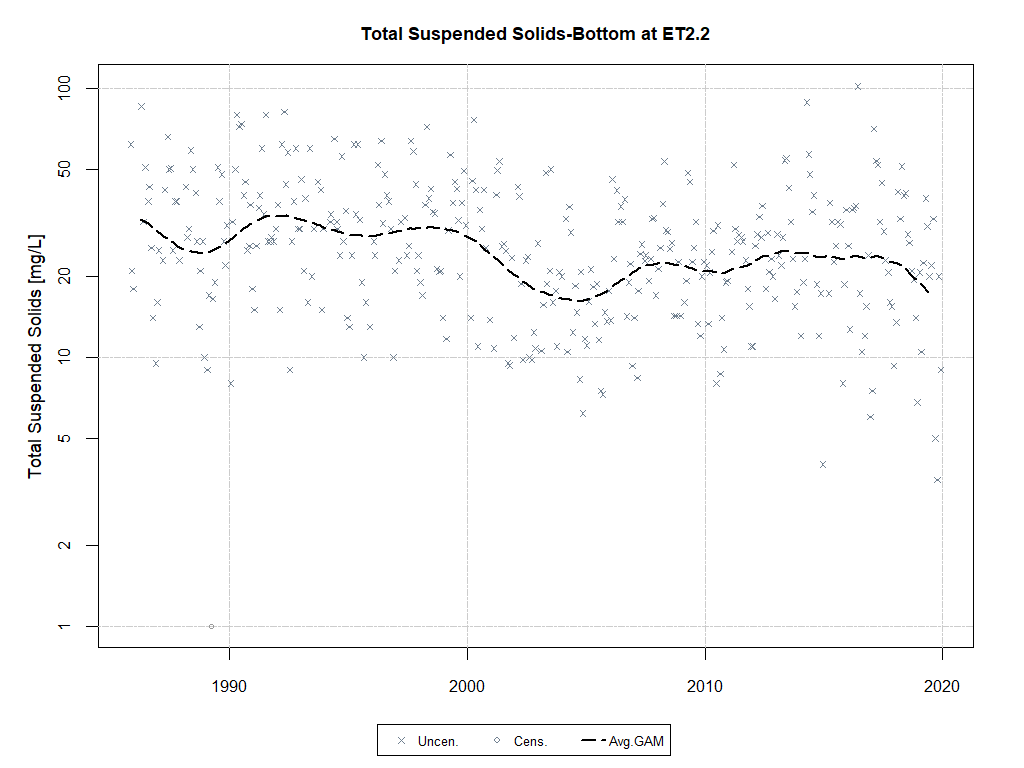 Total Suspended Solids-Bottom at ET2.2
Total Suspended Solids [mg/L]
100
50
20
10
5
2
1
1990 2000 2010 2020
Uncen. Cens. Avg.GAM